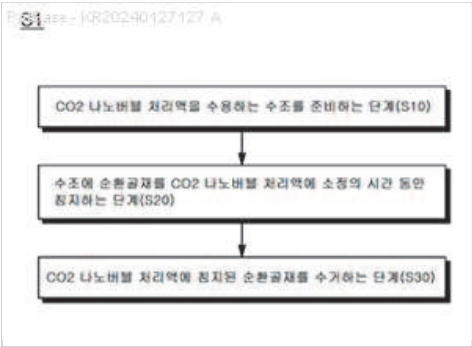 PatBase - KR20240127127 A
S1
CO2 나노버블 처리액을 수용하는 수조를 준비하는 단계(S10)
수조에 순환골재를 CO2 나노버블 처리액에 소정의 시간 동안
침지하는 단계(S20)
CO2 나노버블 처리액에 침지된 순환골재를 수거하는 단계(S30)